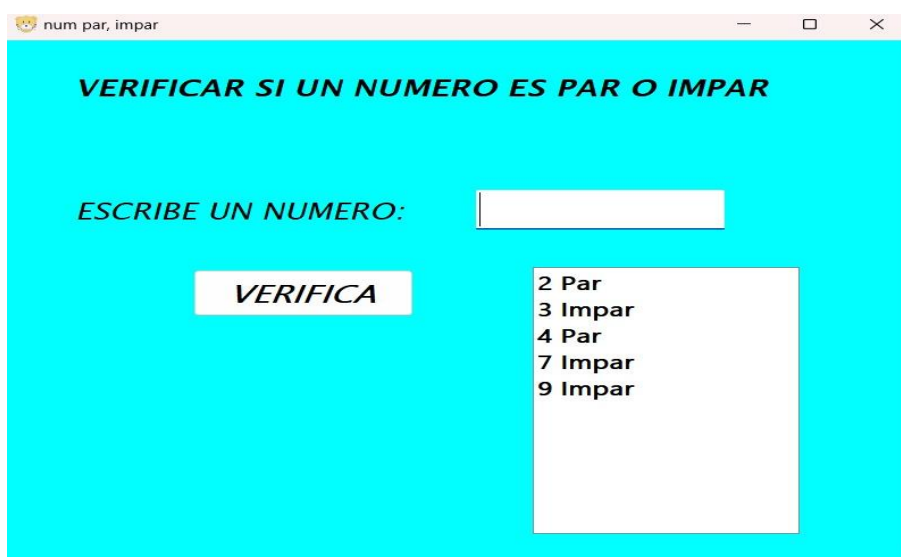 num par, impar
VERIFICAR SI UN NUMERO ES PAR O IMPAR
ESCRIBE UN NUMERO:
VERIFICA
2 Par
3 Impar
4 Par
7 Impar
9 Impar